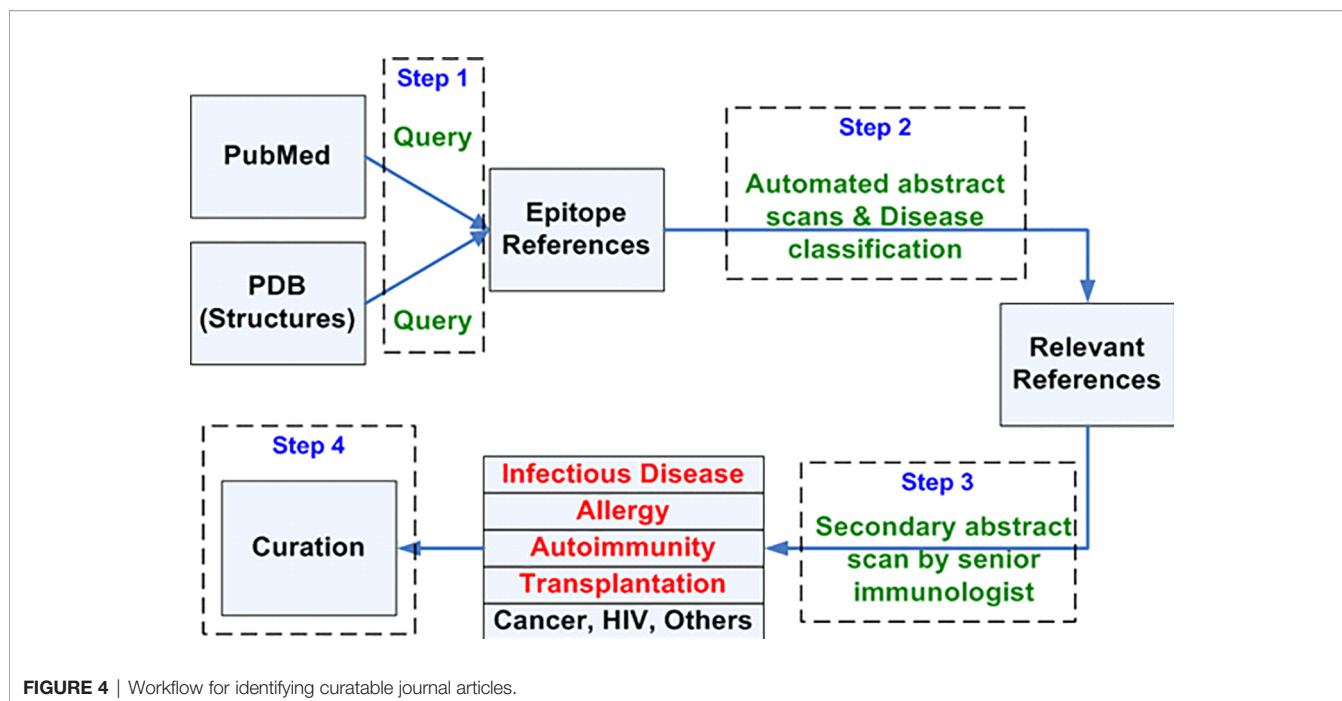 Step 1
Query
PubMed
PDB
(Structures)
Query
Epitope
References
Step 2
Automated abstract
scans & Disease
classification
Relevant
References
Step 3
Secondary abstract
scan by senior
immunologist
Infectious Disease
Allergy
Autoimmunity
Transplantation
Cancer, HIV, Others
Step 4
Curation
FIGURE 4 | Workflow for identifying curatable journal articles.